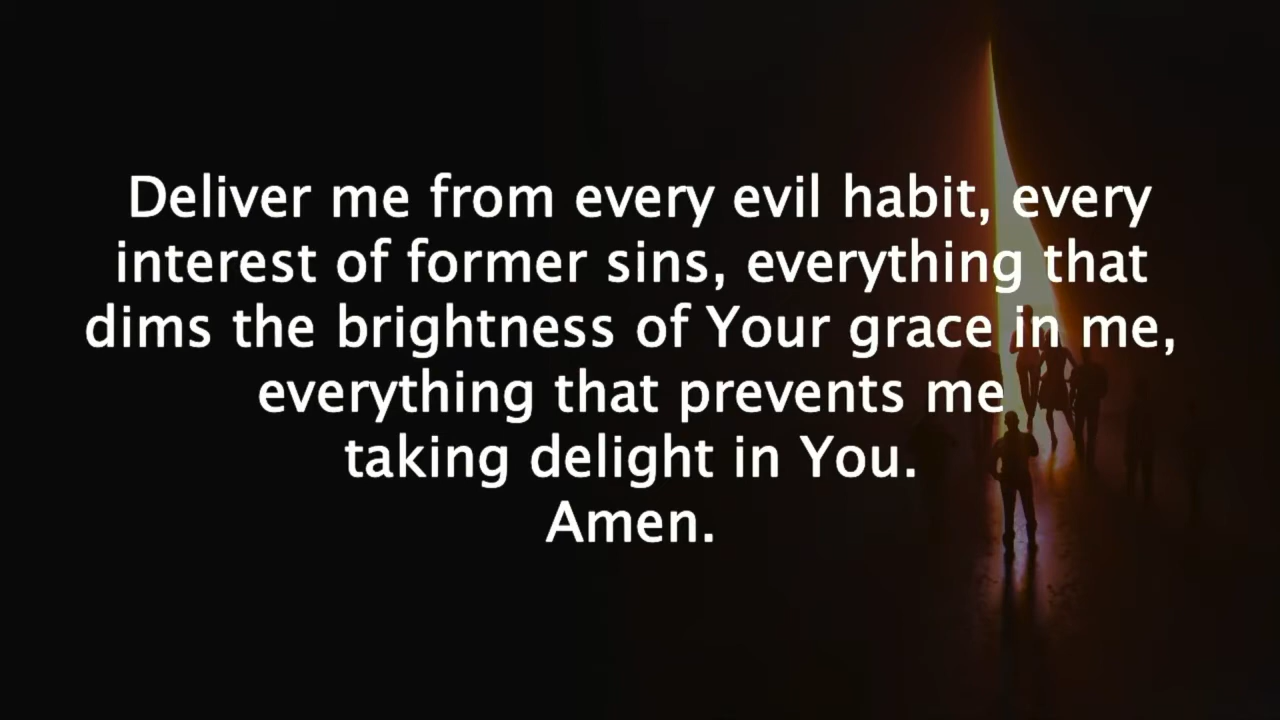 Deliver me from every evil habit, every
interest of former sins, everything that
dims the brightness of Your grace in me,
everything that prevents me
taking delight in You.
Amen.